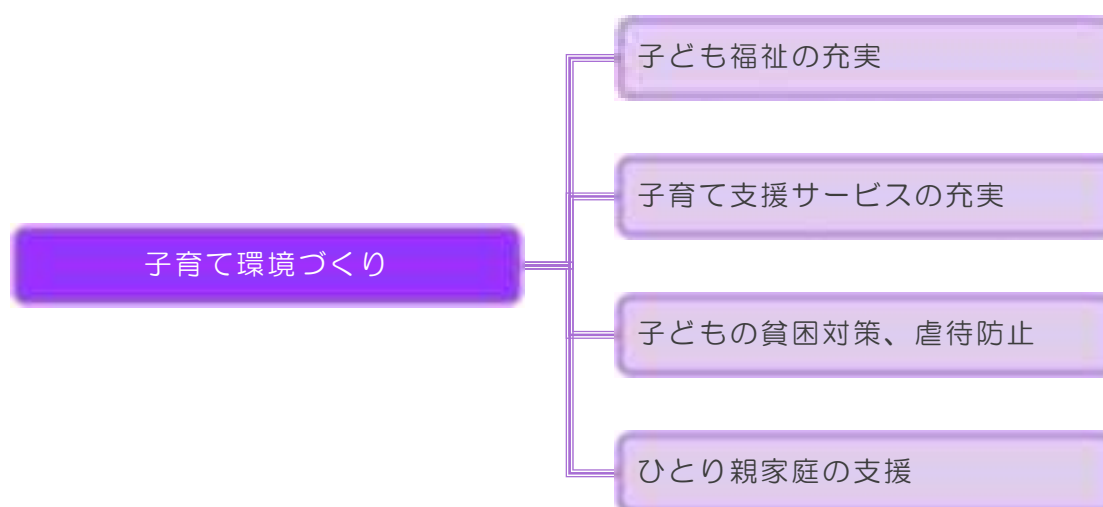 子ども福祉の充実
子育て支援サービスの充実
子育て環境づくり
子どもの貧困対策、虐待防止
ひとり親家庭の支援